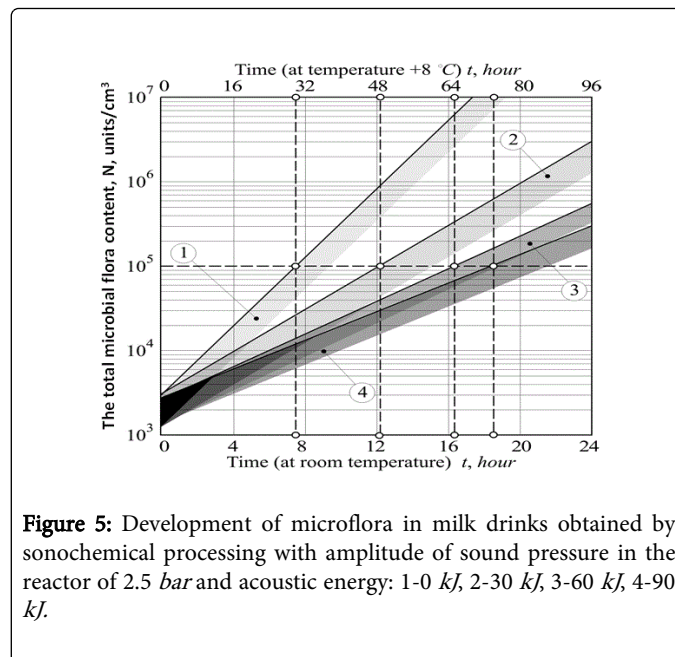 Time (at temperature +8 °C) t, hour
0 16 32 48 64 80 96
The total microbial flora content, N, units/cm³
10⁷
10⁶
10⁵
10⁴
10³
1
2
3
4
0 4 8 12 16 20 24
Time (at room temperature) t, hour
Figure 5: Development of microflora in milk drinks obtained by
sonochemical processing with amplitude of sound pressure in the
reactor of 2.5 bar and acoustic energy: 1-0 kJ, 2-30 kJ, 3-60 kJ, 4-90
kJ.